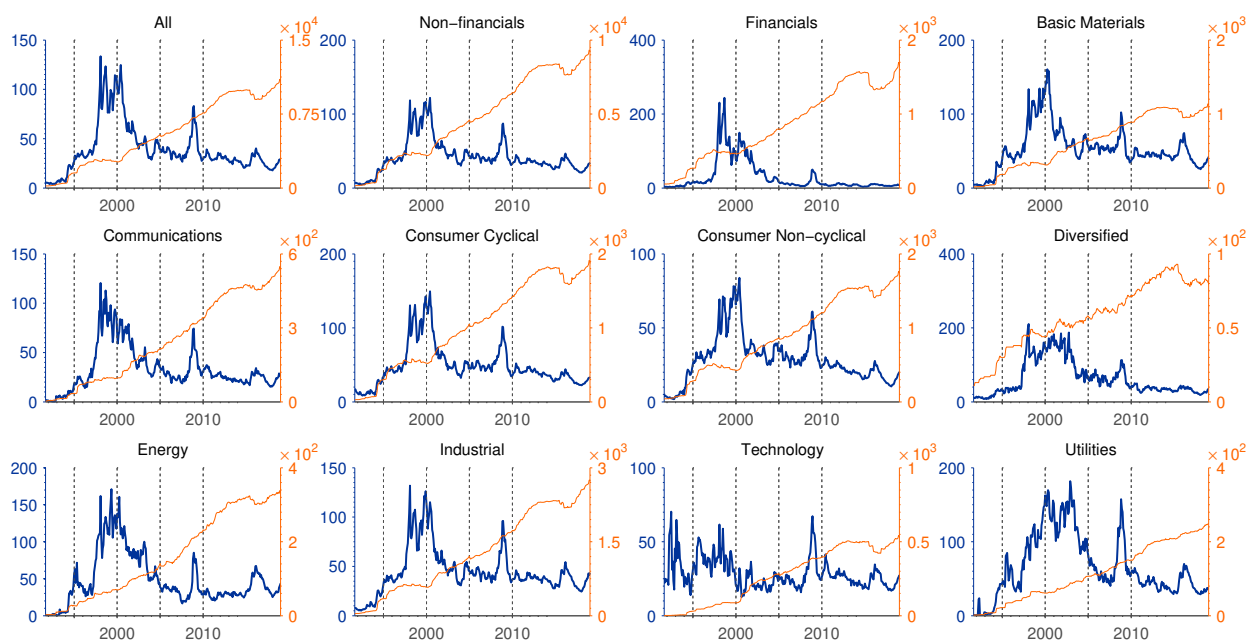 All Non−financials Financials Basic Materials
× 10^4 × 10^4 × 10^3 × 10^3
150 1.5 200 10 400 2 200 2
100 0.75 100 5 200 1 100 1
50
0 0 0 0 0 0 0 0
2000 2010 2000 2010 2000 2010 2000 2010
Communications Consumer Cyclical Consumer Non−cyclical Diversified
× 10^2 × 10^3 × 10^3 × 10^2
150 6 200 2 100 2 400 1
100 3 100 1 50 1 200 0.5
50
0 0 0 0 0 0 0 0
2000 2010 2000 2010 2000 2010 2000 2010
Energy Industrial Technology Utilities
× 10^2 × 10^3 × 10^3 × 10^2
200 4 150 3 100 1 200 4
150 100
100 2 1.5 50 0.5 100 2
50 50
0 0 0 0 0 0 0 0
2000 2010 2000 2010 2000 2010 2000 2010